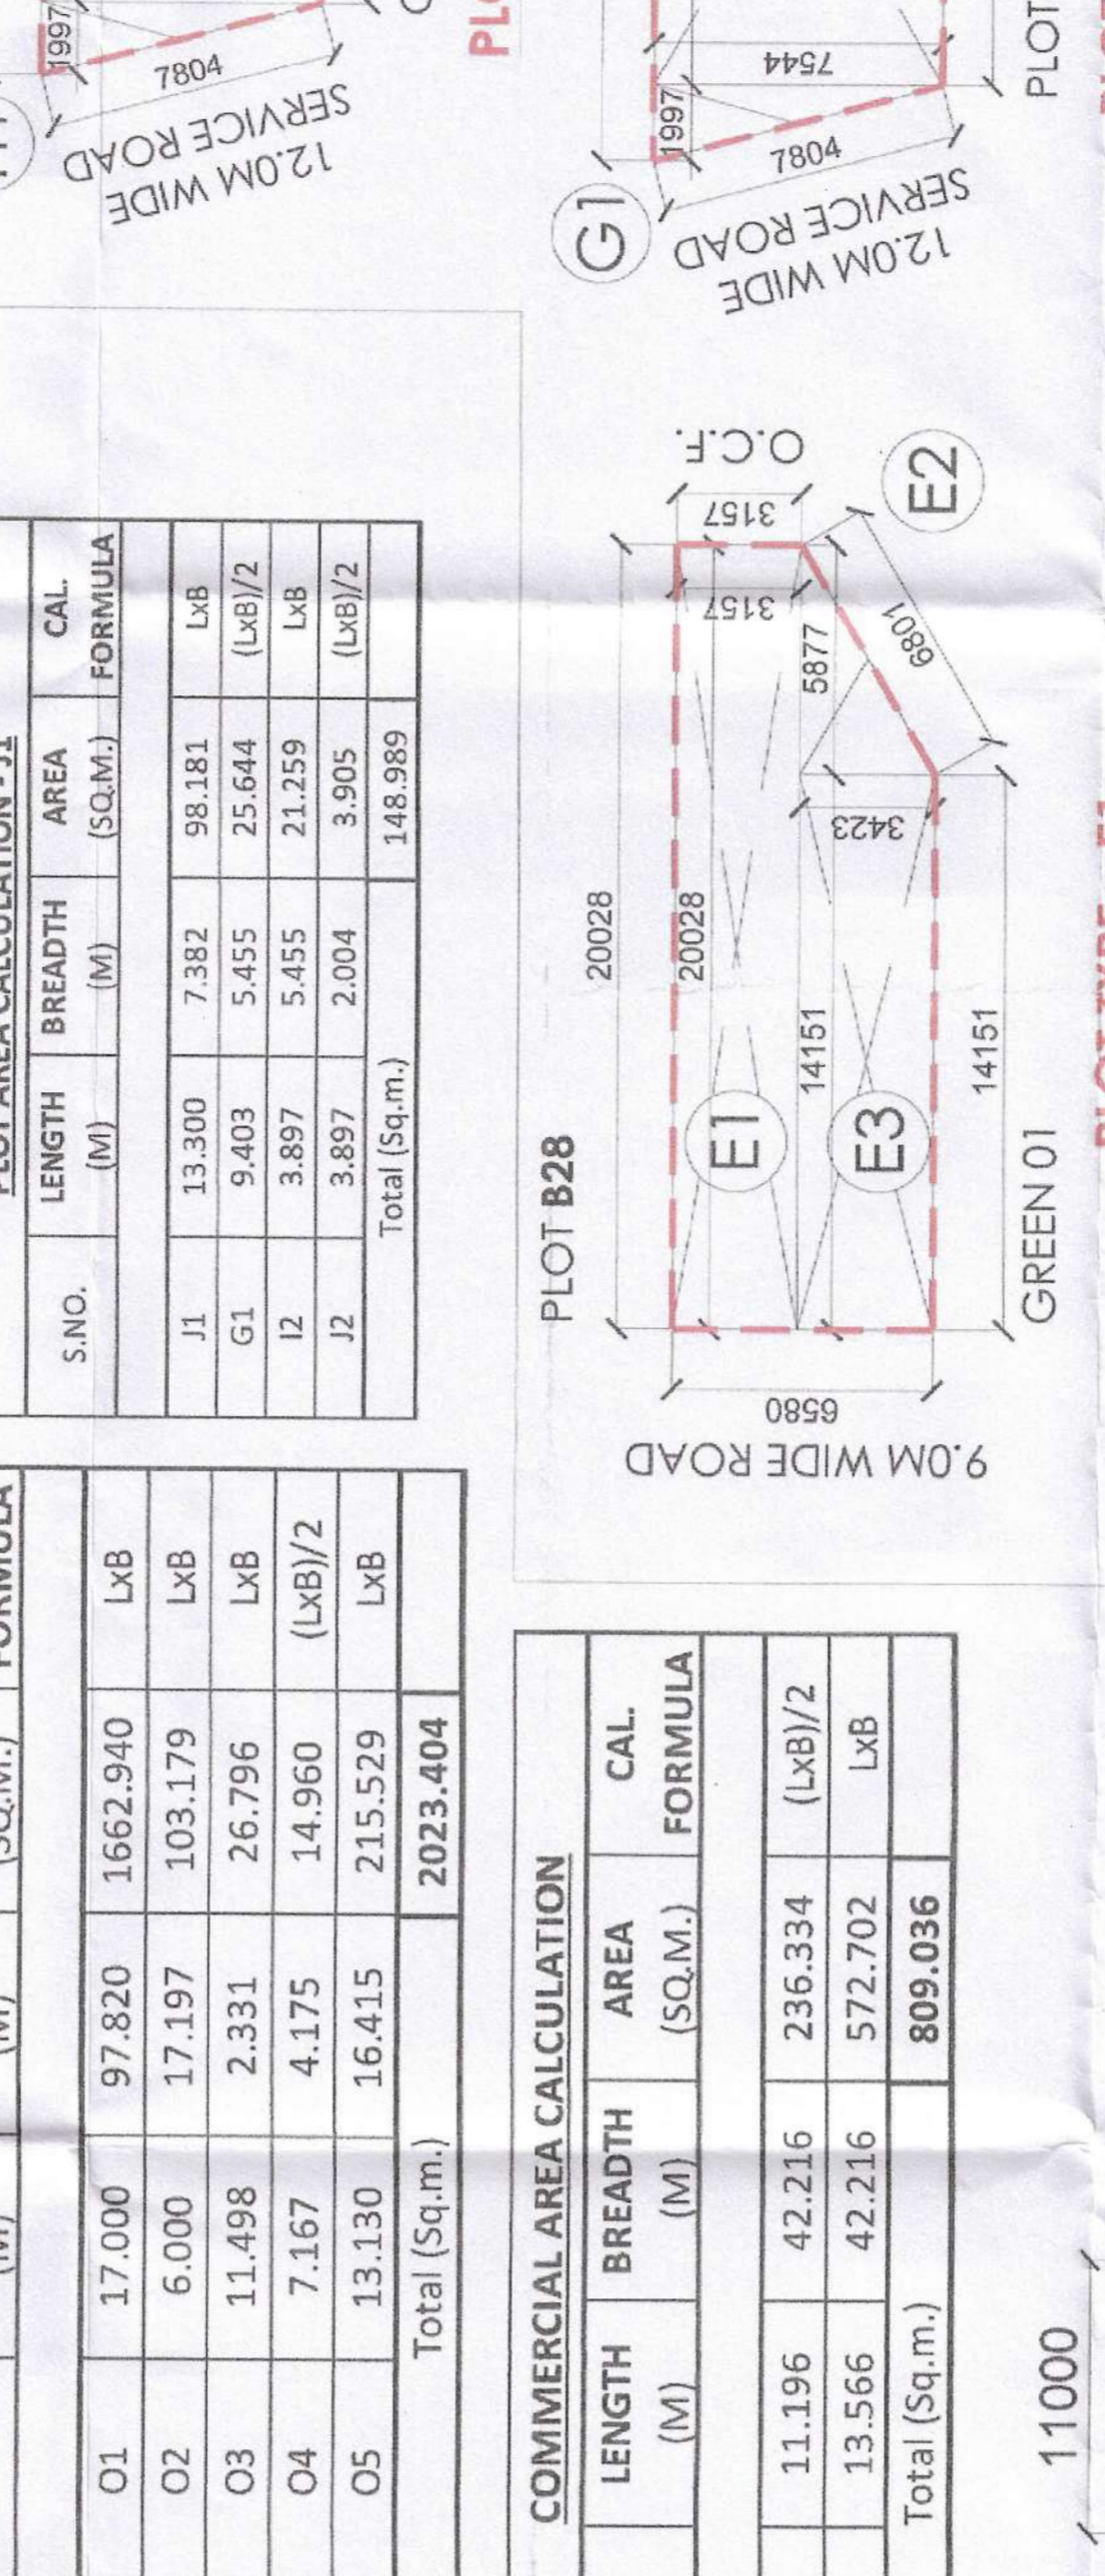 FORMULA
O1 17.000 97.820 1662.940 LxB
O2 6.000 17.197 103.179 LxB
O3 11.498 2.331 26.796 LxB
O4 7.167 4.175 14.960 (LxB)/2
O5 13.130 16.415 215.529 LxB
Total (Sq.m.) 2023.404
COMMERCIAL AREA CALCULATION
LENGTH BREADTH AREA CAL.
(M) (M) (SQ.M.) FORMULA
11.196 42.216 236.334 (LxB)/2
13.566 42.216 572.702 LxB
Total (Sq.m.) 809.036
11000
PLOT AREA CALCULATION - J1
S.NO. LENGTH BREADTH AREA CAL.
(M) (M) (SQ.M.) FORMULA
J1 13.300 7.382 98.181 LxB
G1 9.403 5.455 25.644 (LxB)/2
I2 3.897 5.455 21.259 LxB
J2 3.897 2.004 3.905 (LxB)/2
Total (Sq.m.) 148.989
PLOT B28
20028
20028
9.0M WIDE ROAD
6580
E1
14151
E3
14151
GREEN 01
3157
3157
O.C.F.
5877
3423
6801
E2
1997
7804
12.0M WIDE
SERVICE ROAD
G1
1997
7544
7804
12.0M WIDE
SERVICE ROAD
PLOT